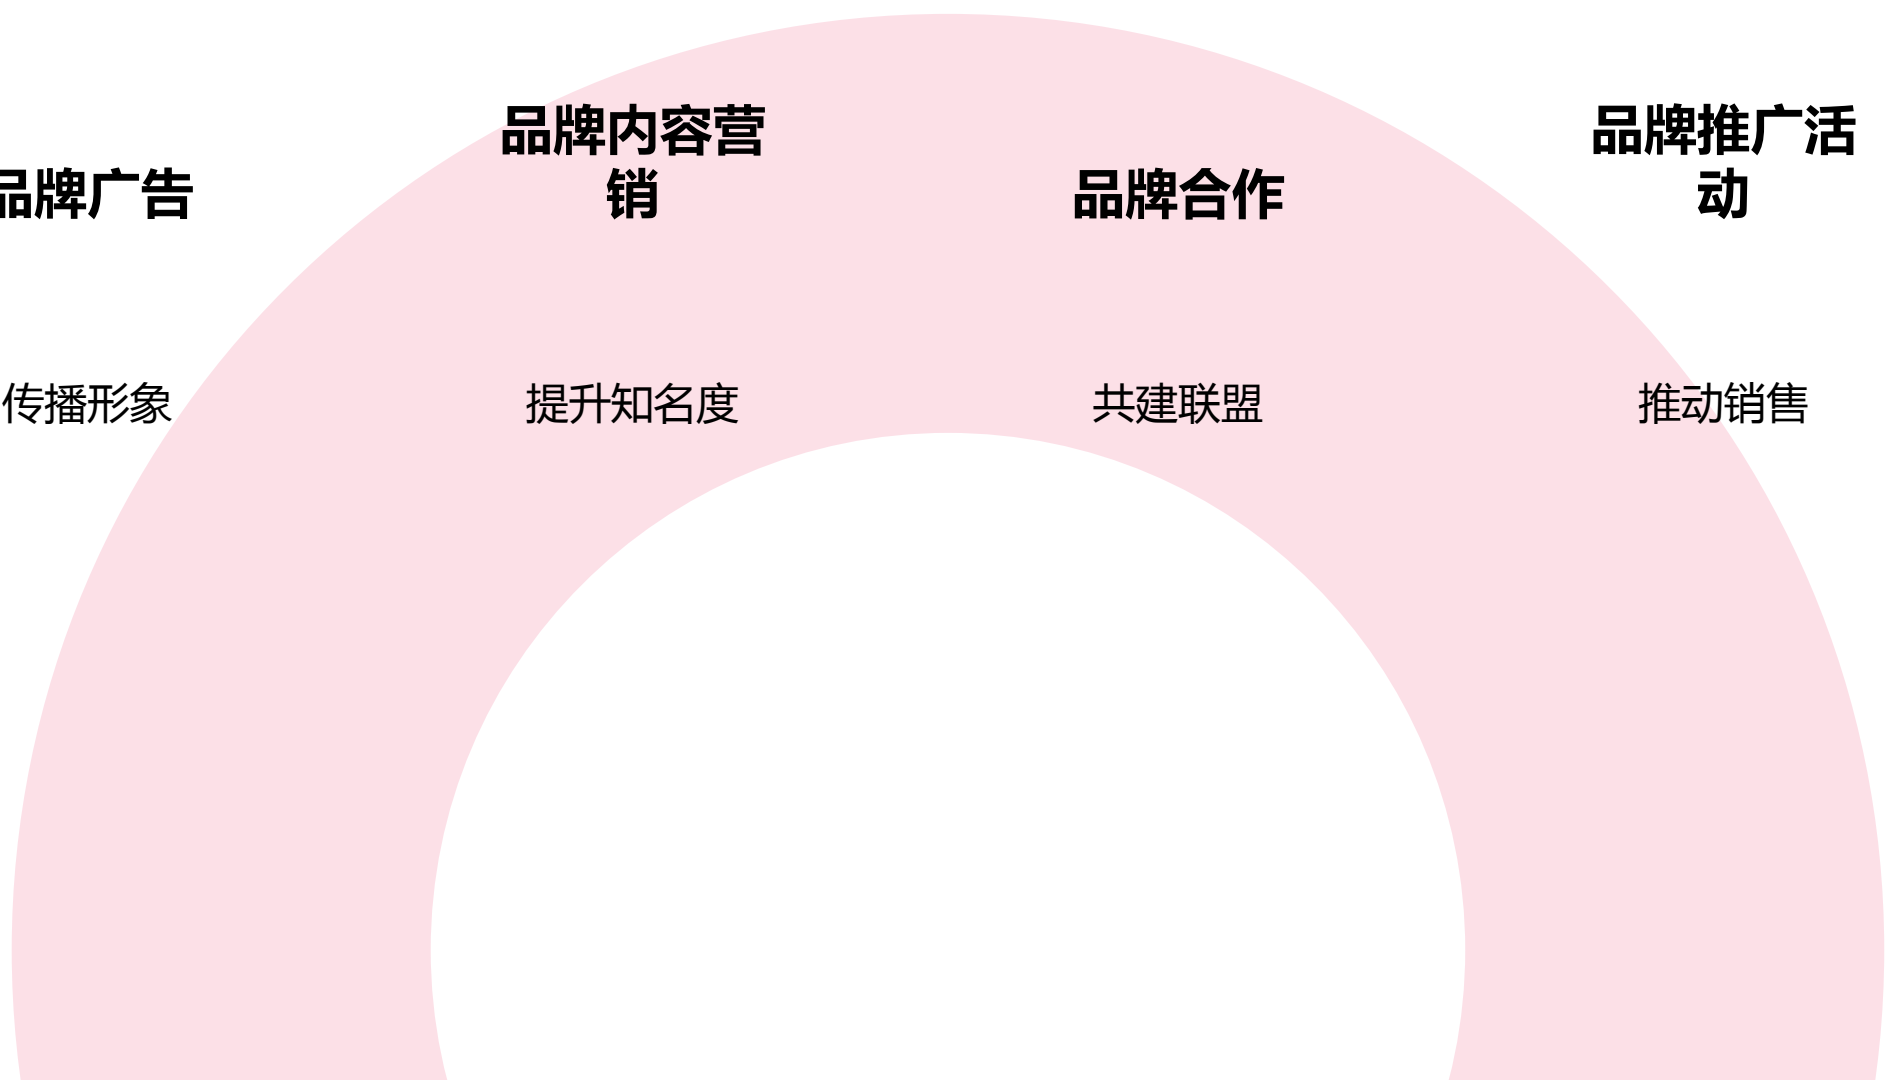 品牌广告
品牌内容营
销
品牌合作
品牌推广活
动
传播形象
提升知名度
共建联盟
推动销售